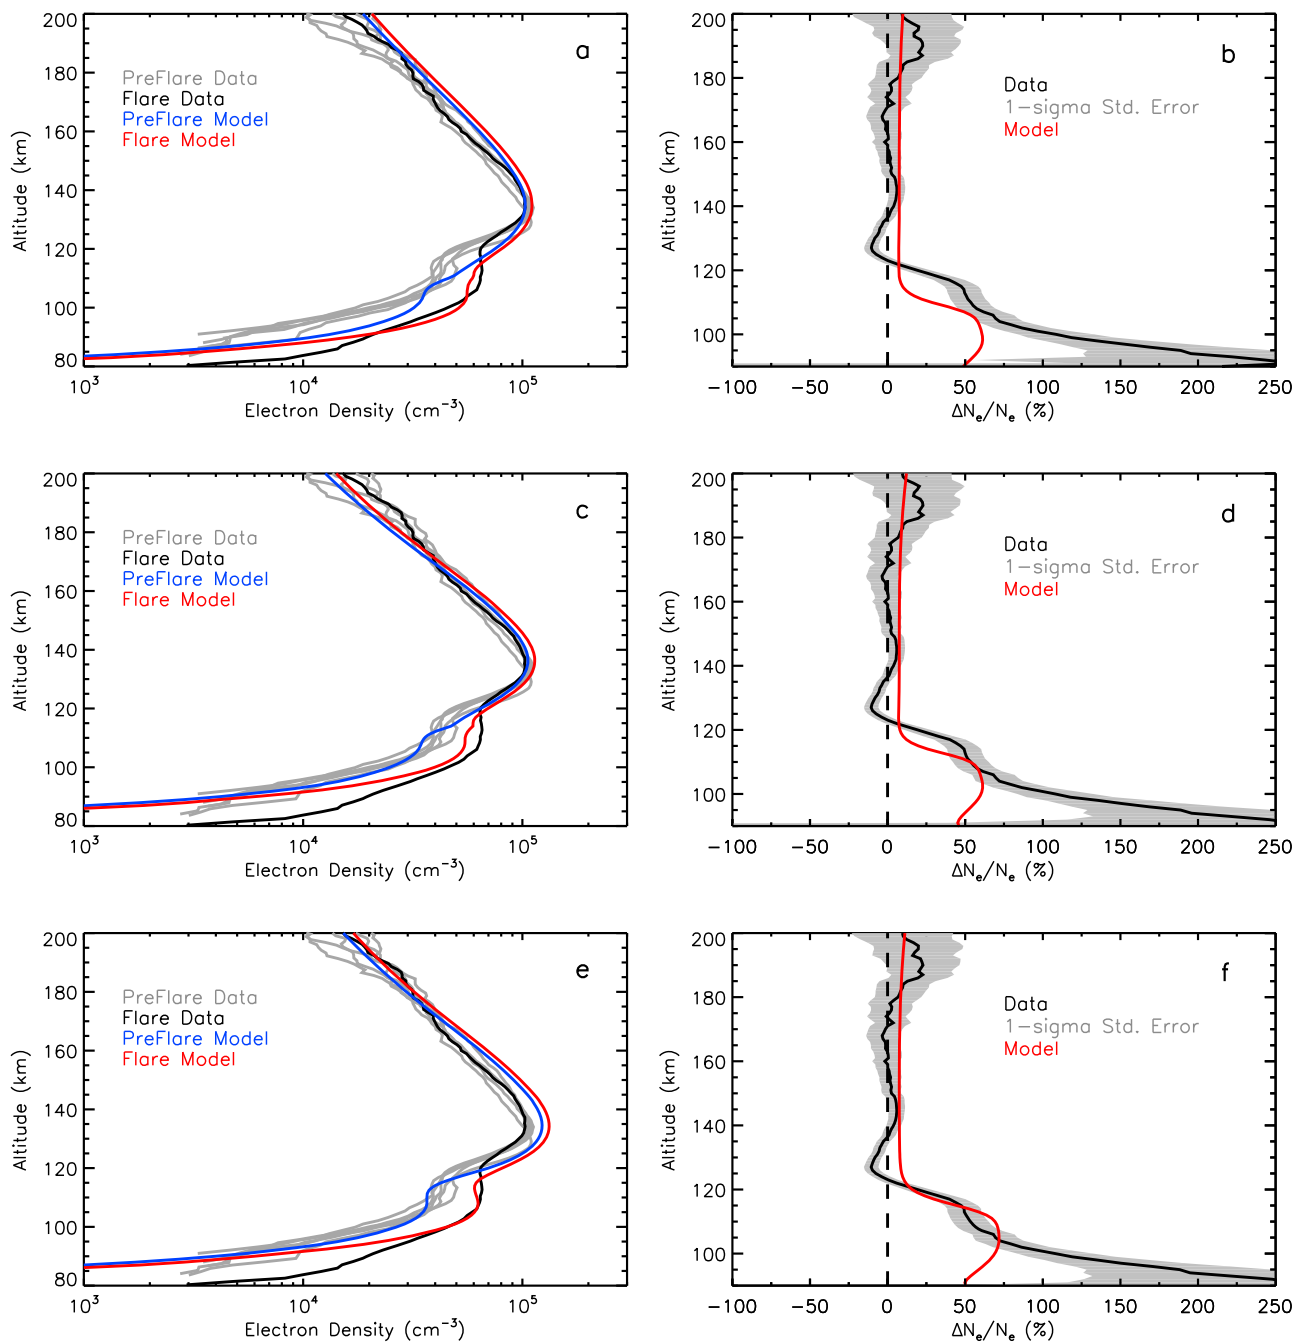 a
PreFlare Data
Flare Data
PreFlare Model
Flare Model
200
180
160
140
120
100
80
Altitude (km)
10³ 10⁴ 10⁵
Electron Density (cm⁻³)
b
Data
1-sigma Std. Error
Model
200
180
160
140
120
100
Altitude (km)
-100 -50 0 50 100 150 200 250
ΔNₑ/Nₑ (%)
c
PreFlare Data
Flare Data
PreFlare Model
Flare Model
200
180
160
140
120
100
80
Altitude (km)
10³ 10⁴ 10⁵
Electron Density (cm⁻³)
d
Data
1-sigma Std. Error
Model
200
180
160
140
120
100
Altitude (km)
-100 -50 0 50 100 150 200 250
ΔNₑ/Nₑ (%)
e
PreFlare Data
Flare Data
PreFlare Model
Flare Model
200
180
160
140
120
100
80
Altitude (km)
10³ 10⁴ 10⁵
Electron Density (cm⁻³)
f
Data
1-sigma Std. Error
Model
200
180
160
140
120
100
Altitude (km)
-100 -50 0 50 100 150 200 250
ΔNₑ/Nₑ (%)